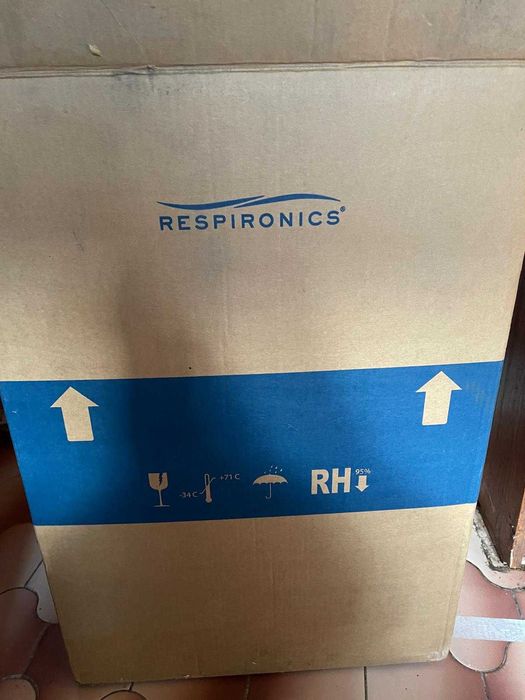 RESPIRONICS®
-34 C
+71 C
RH
95%